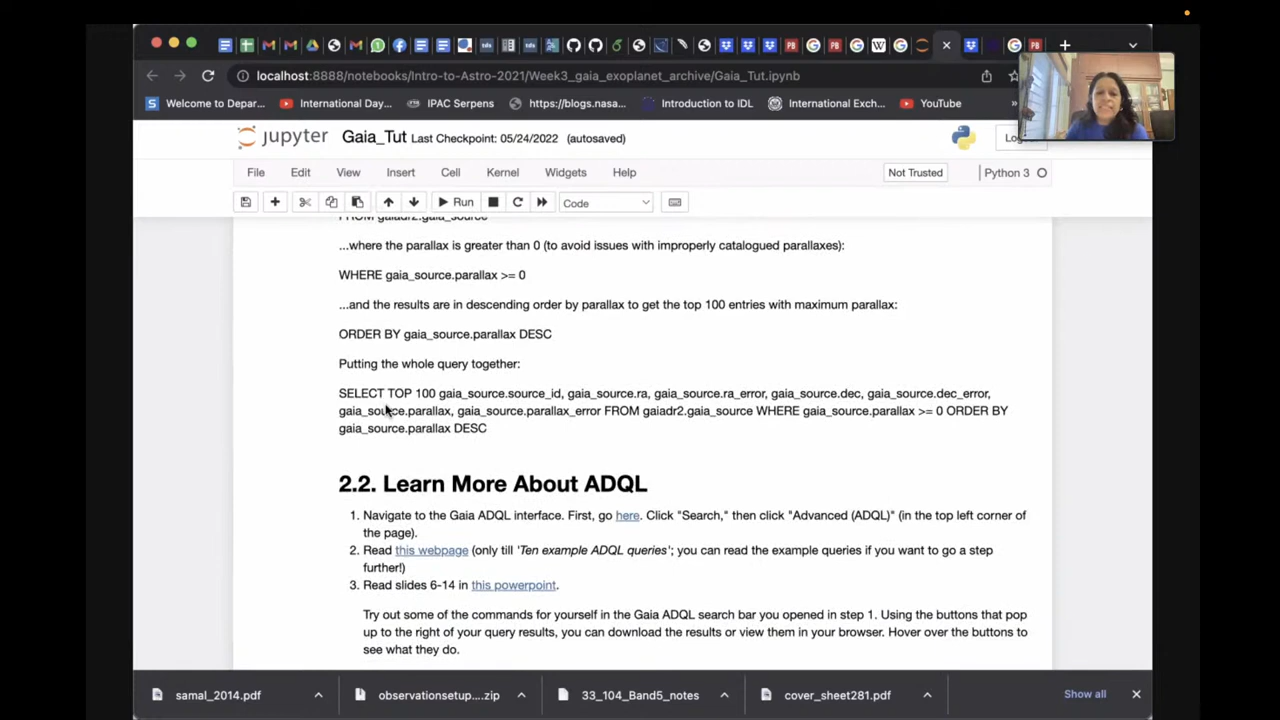 localhost:8888/notebooks/Intro-to-Astro-2021/Week3_gaia_exoplanet_archive/Gaia_Tut.ipynb
Welcome to Depar... International Day... IPAC Serpens https://blogs.nasa... Introduction to IDL International Exch... YouTube »
jupyter Gaia_Tut Last Checkpoint: 05/24/2022 (autosaved)
File Edit View Insert Cell Kernel Widgets Help Not Trusted Python 3
Run Code
FROM gaiadr2.gaia_source
...where the parallax is greater than 0 (to avoid issues with improperly catalogued parallaxes):
WHERE gaia_source.parallax >= 0
...and the results are in descending order by parallax to get the top 100 entries with maximum parallax:
ORDER BY gaia_source.parallax DESC
Putting the whole query together:
SELECT TOP 100 gaia_source.source_id, gaia_source.ra, gaia_source.ra_error, gaia_source.dec, gaia_source.dec_error,
gaia_source.parallax, gaia_source.parallax_error FROM gaiadr2.gaia_source WHERE gaia_source.parallax >= 0 ORDER BY
gaia_source.parallax DESC
2.2. Learn More About ADQL
1. Navigate to the Gaia ADQL interface. First, go here. Click "Search," then click "Advanced (ADQL)" (in the top left corner of
the page).
2. Read this webpage (only till 'Ten example ADQL queries'; you can read the example queries if you want to go a step
further!)
3. Read slides 6-14 in this powerpoint.
Try out some of the commands for yourself in the Gaia ADQL search bar you opened in step 1. Using the buttons that pop
up to the right of your query results, you can download the results or view them in your browser. Hover over the buttons to
see what they do.
samal_2014.pdf observationsetup....zip 33_104_Band5_notes cover_sheet281.pdf Show all